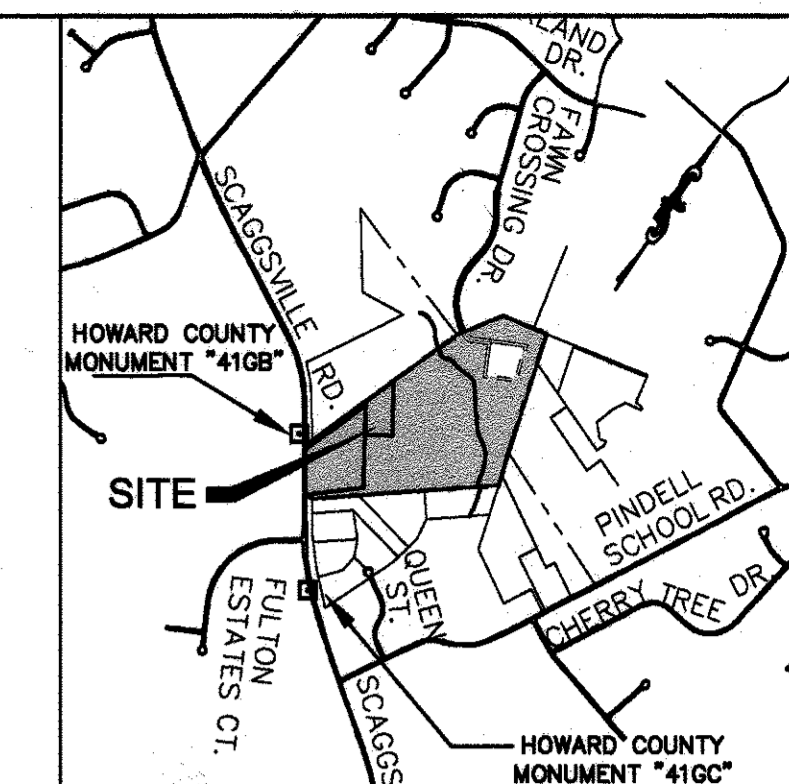 LAND
DR.
FAWN
CROSSING DR.
SCAGGSVILLE
RD.
HOWARD COUNTY
MONUMENT "41GB"
SITE
PINDELL
SCHOOL RD.
QUEEN
ST.
CHERRY TREE DR.
FULTON
ESTATES CT.
SCAGGS
HOWARD COUNTY
MONUMENT "41GC"